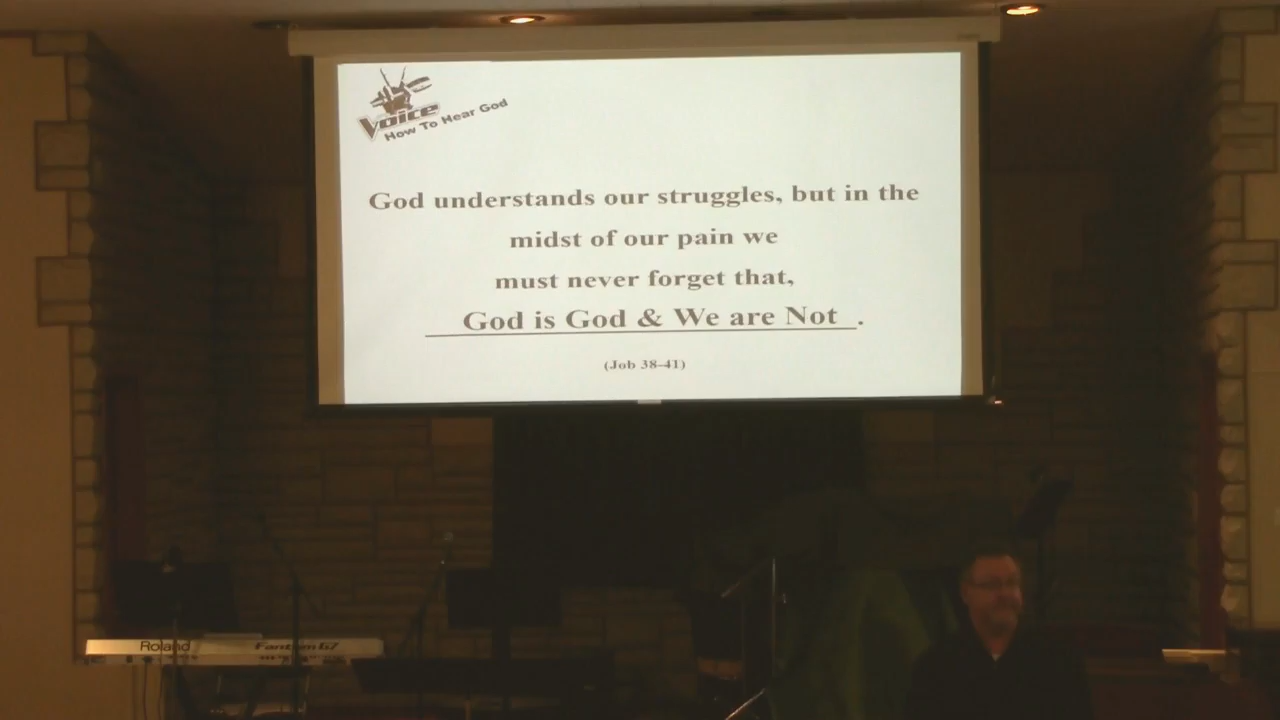 Voice
How To Hear God
God understands our struggles, but in the
midst of our pain we
must never forget that,
God is God & We are Not .
(Job 38-41)
Roland
Fantom G7